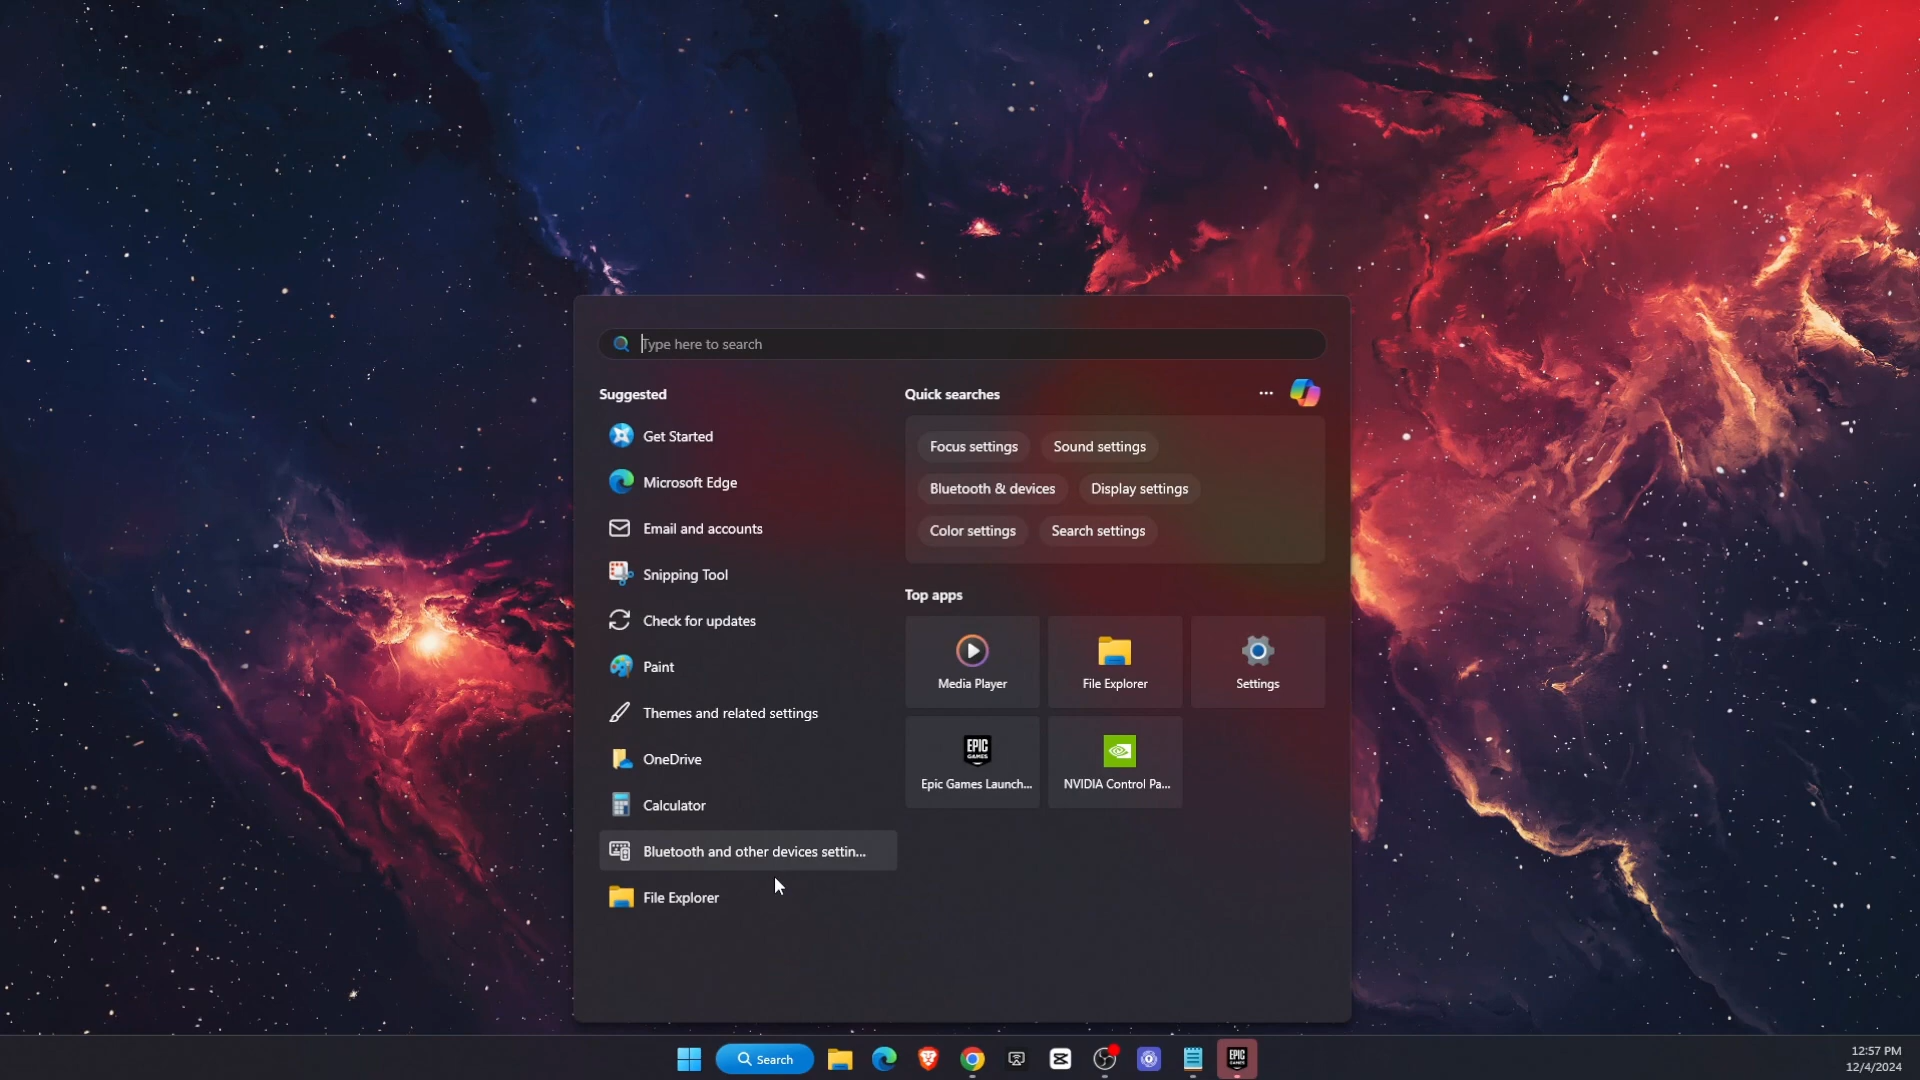 Type here to search
Suggested
Get Started
Microsoft Edge
Email and accounts
Snipping Tool
Check for updates
Paint
Themes and related settings
OneDrive
Calculator
Bluetooth and other devices settin...
File Explorer
Quick searches
Focus settings
Sound settings
Bluetooth & devices
Display settings
Color settings
Search settings
Top apps
Media Player
File Explorer
Settings
EPIC
GAMES
Epic Games Launch...
NVIDIA Control Pa...
Search
EPIC
GAMES
12:57 PM
12/4/2024